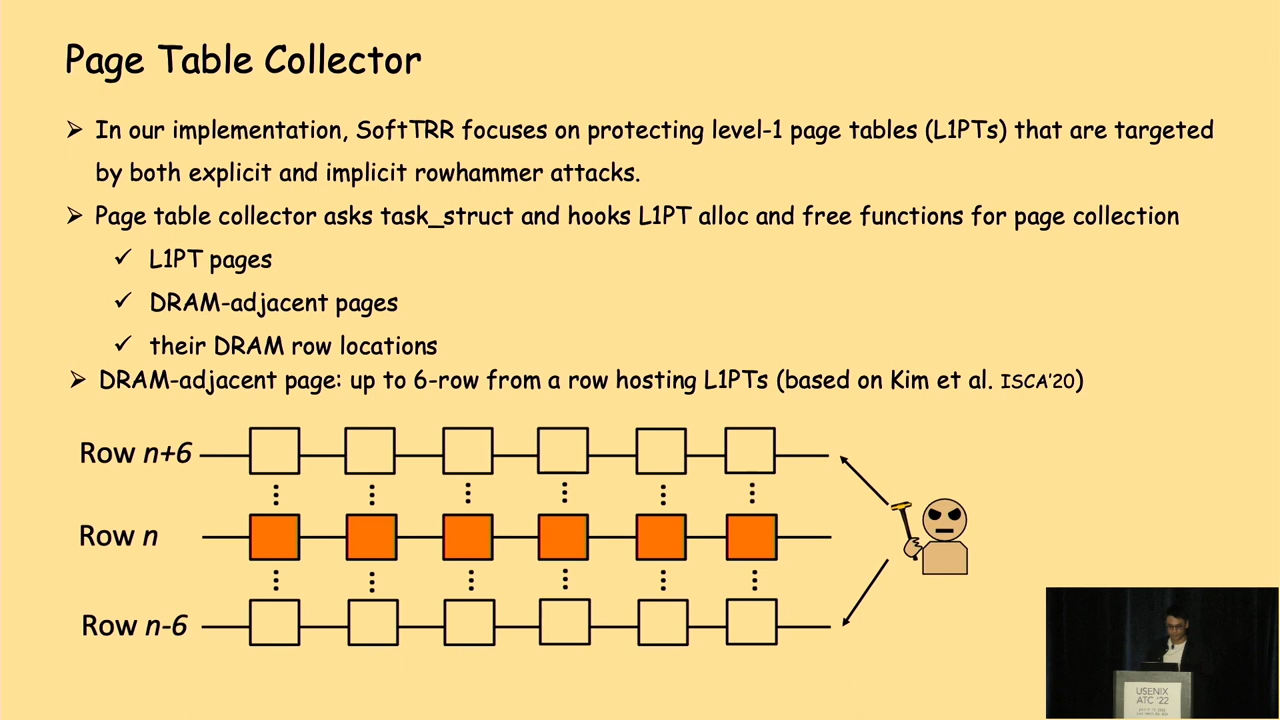 Page Table Collector
➢ In our implementation, SoftTRR focuses on protecting level-1 page tables (L1PTs) that are targeted
by both explicit and implicit rowhammer attacks.
➢ Page table collector asks task_struct and hooks L1PT alloc and free functions for page collection
✓ L1PT pages
✓ DRAM-adjacent pages
✓ their DRAM row locations
➢ DRAM-adjacent page: up to 6-row from a row hosting L1PTs (based on Kim et al. ISCA'20)
Row n+6
Row n
Row n-6
USENIX
ATC '22